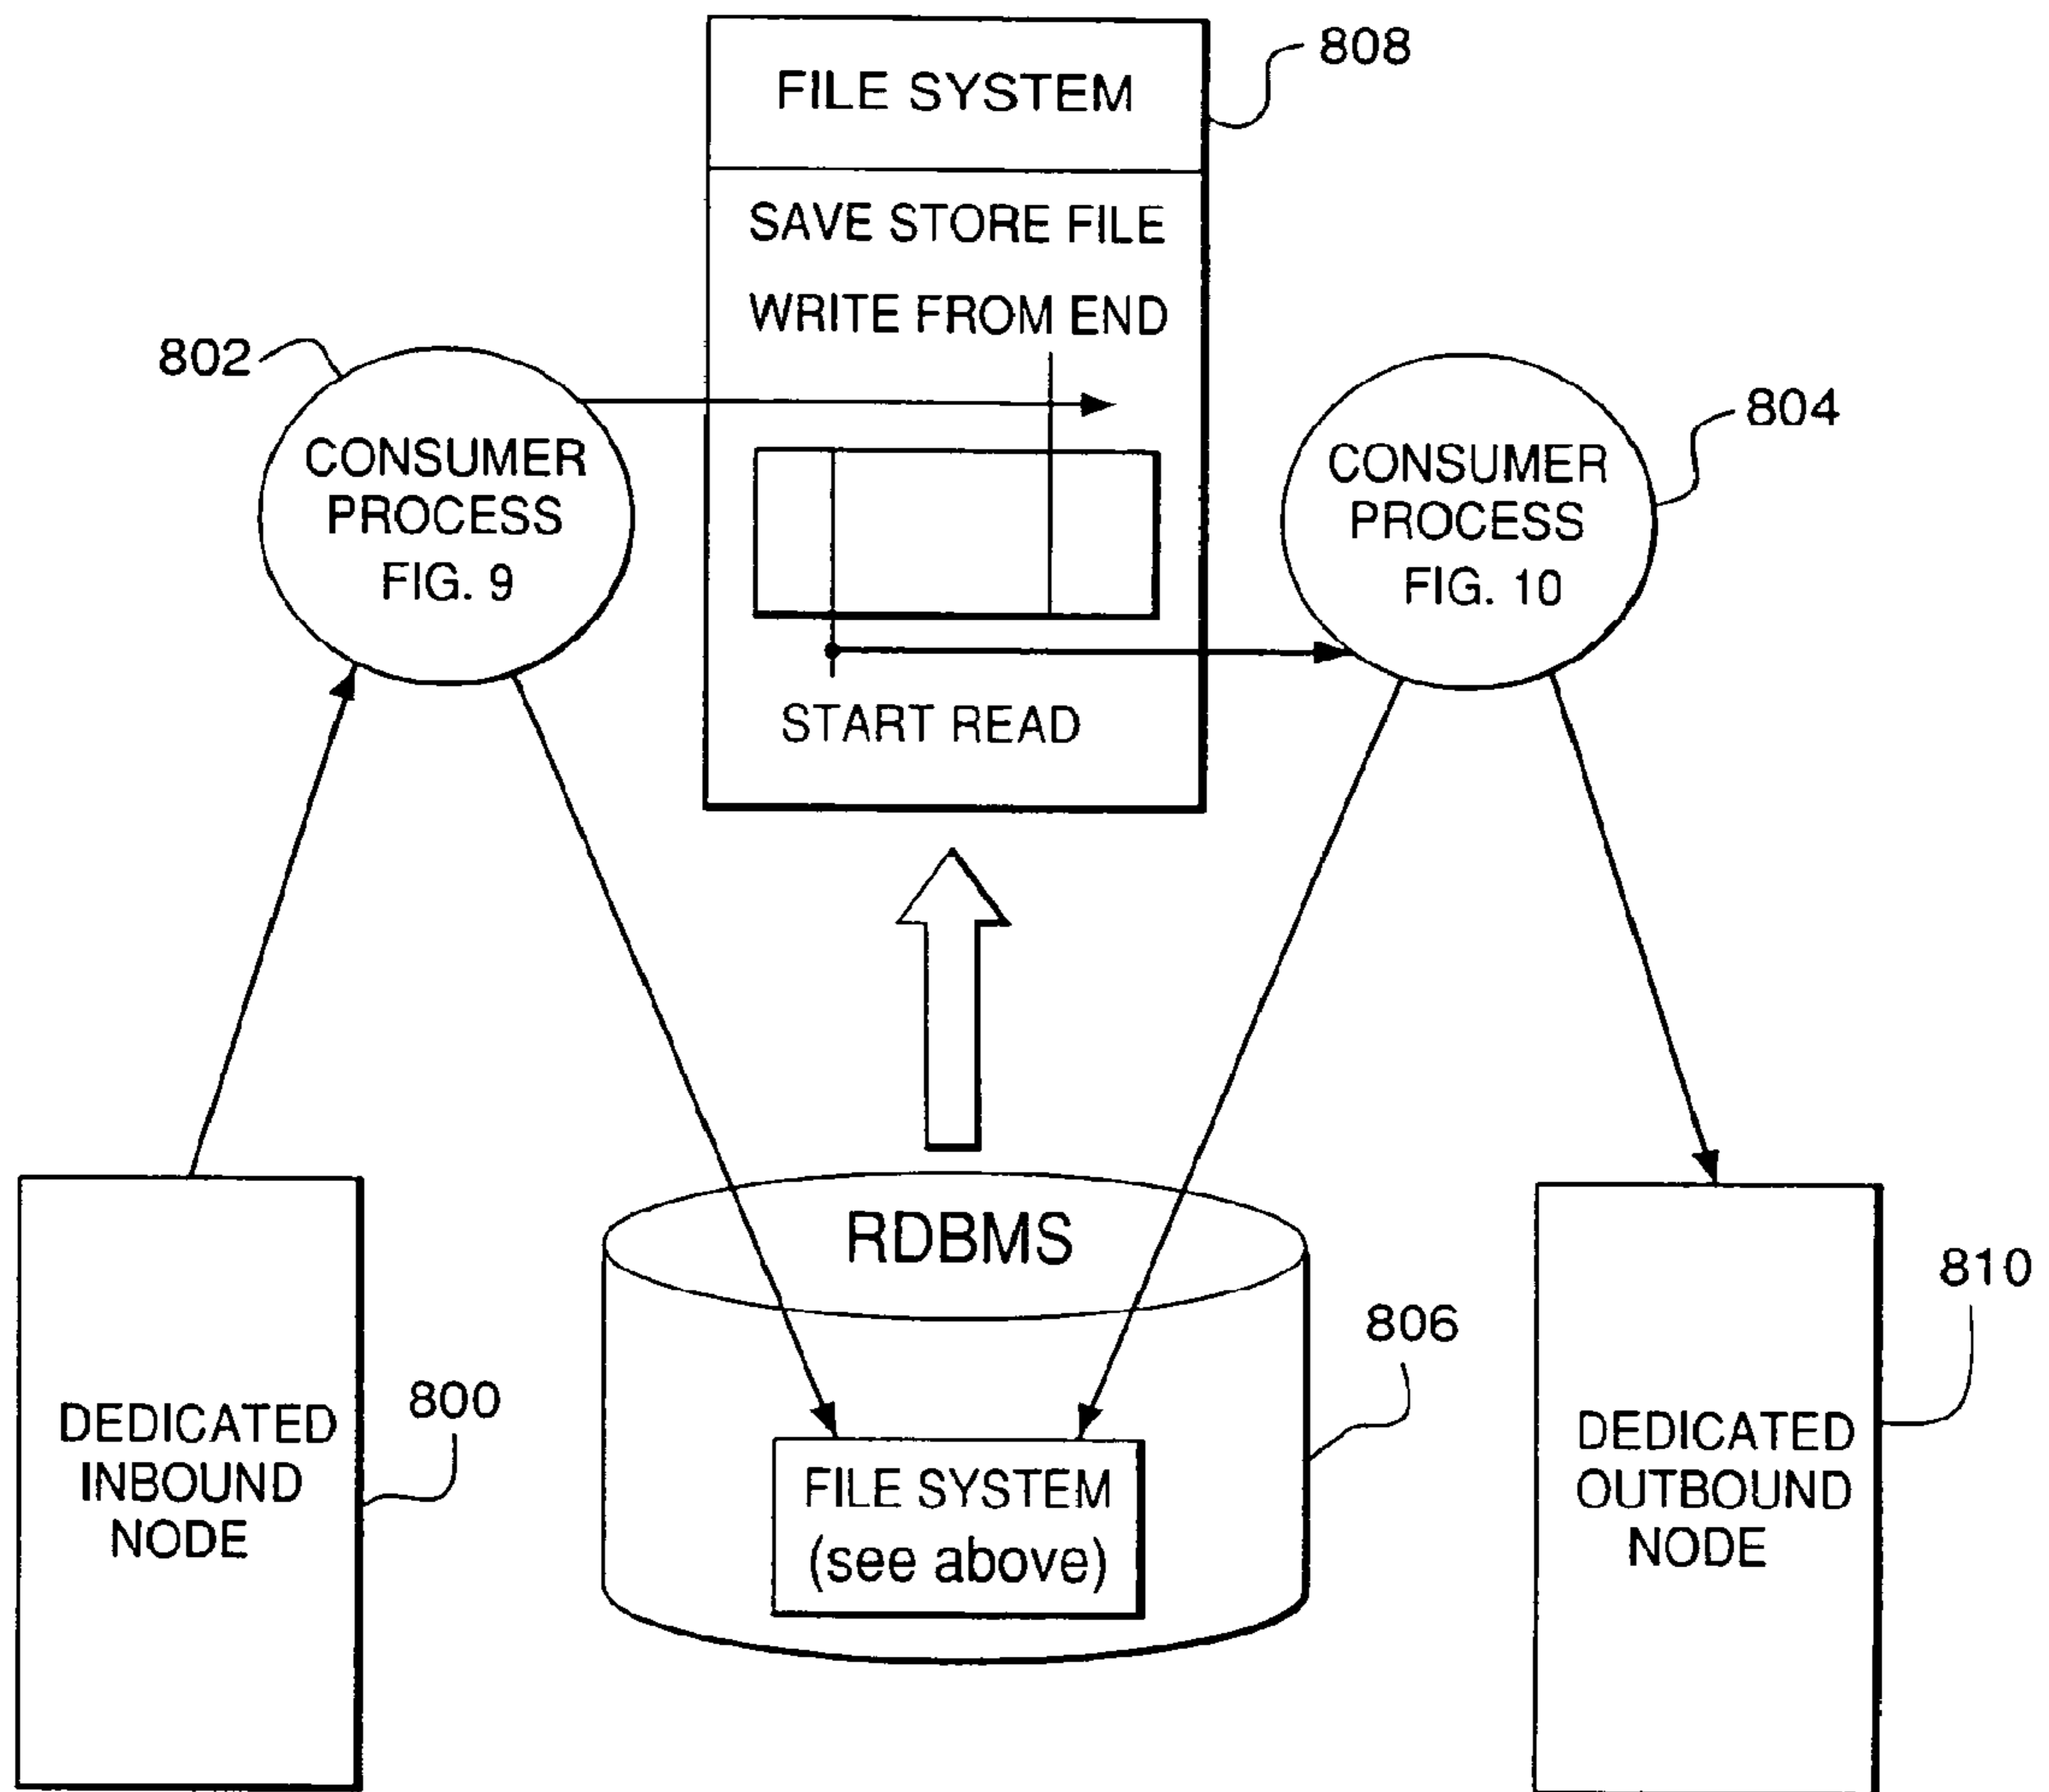 808
FILE SYSTEM
SAVE STORE FILE
WRITE FROM END
802
CONSUMER
PROCESS
FIG. 9
804
CONSUMER
PROCESS
FIG. 10
START READ
RDBMS
810
806
800
DEDICATED
INBOUND
NODE
FILE SYSTEM
(see above)
DEDICATED
OUTBOUND
NODE